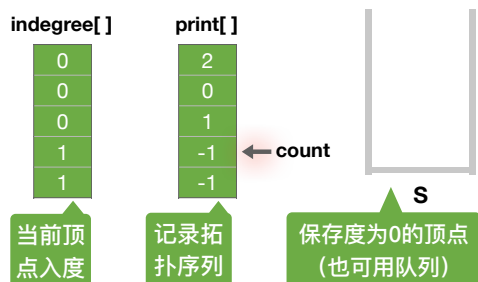 indegree[ ]
print[ ]
0
0
0
1
1
2
0
1
-1
-1
count
S
当前顶
点入度
记录拓
扑序列
保存度为0的顶点
（也可用队列）